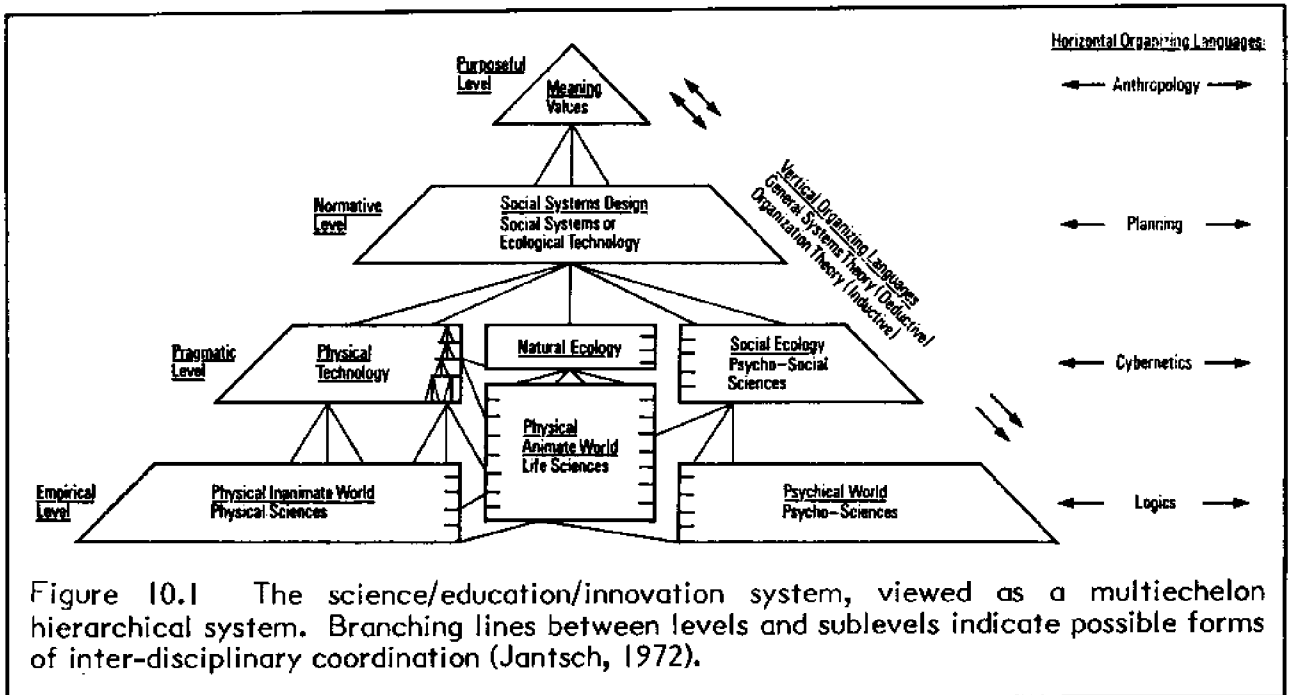 Horizontal Organizing Languages:
Purposeful
Level
Meaning
Values
Anthropology
Normative
Level
Social Systems Design
Social Systems or
Ecological Technology
Vertical Organizing Languages
General Systems Theory (Deductive)
Organization Theory (Inductive)
Planning
Pragmatic
Level
Physical
Technology
Natural Ecology
Social Ecology
Psycho-Social
Sciences
Cybernetics
Physical
Animate World
Life Sciences
Empirical
Level
Physical Inanimate World
Physical Sciences
Psychical World
Psycho-Sciences
Logics
Figure 10.1 The science/education/innovation system, viewed as a multiechelon
hierarchical system. Branching lines between levels and sublevels indicate possible forms
of inter-disciplinary coordination (Jantsch, 1972).